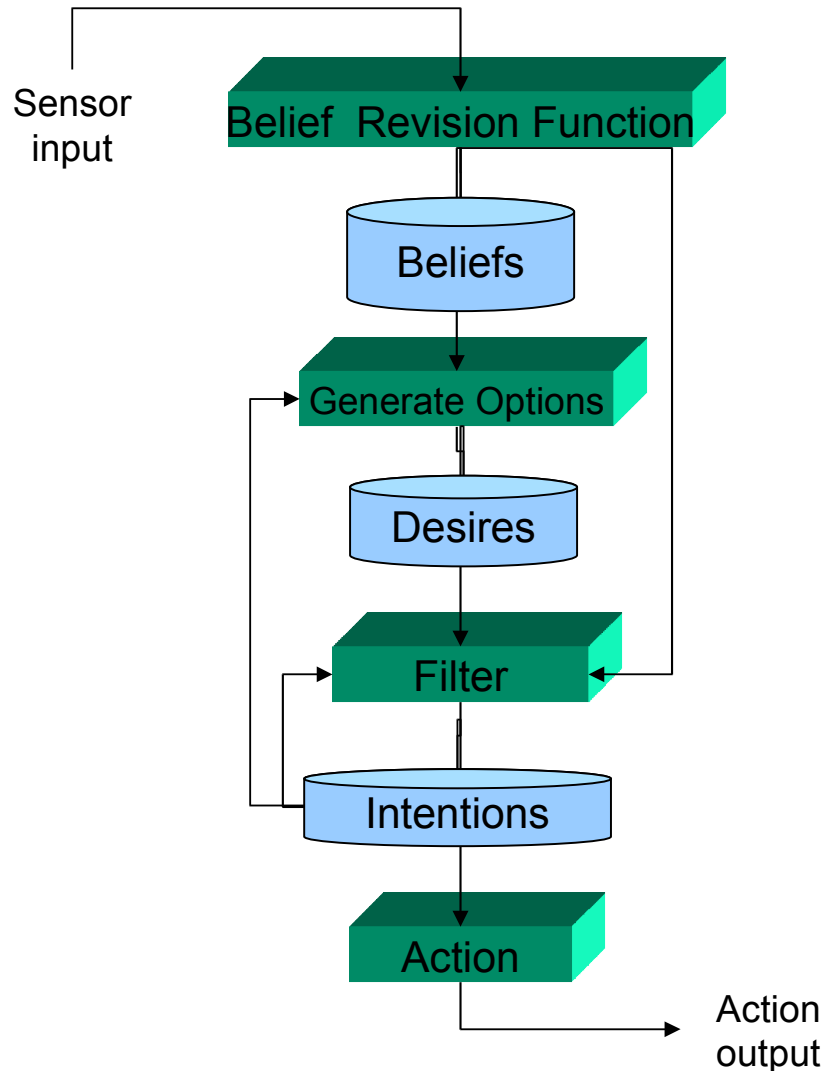 Sensor
input
Belief Revision Function
Beliefs
Generate Options
Desires
Filter
Intentions
Action
Action
output